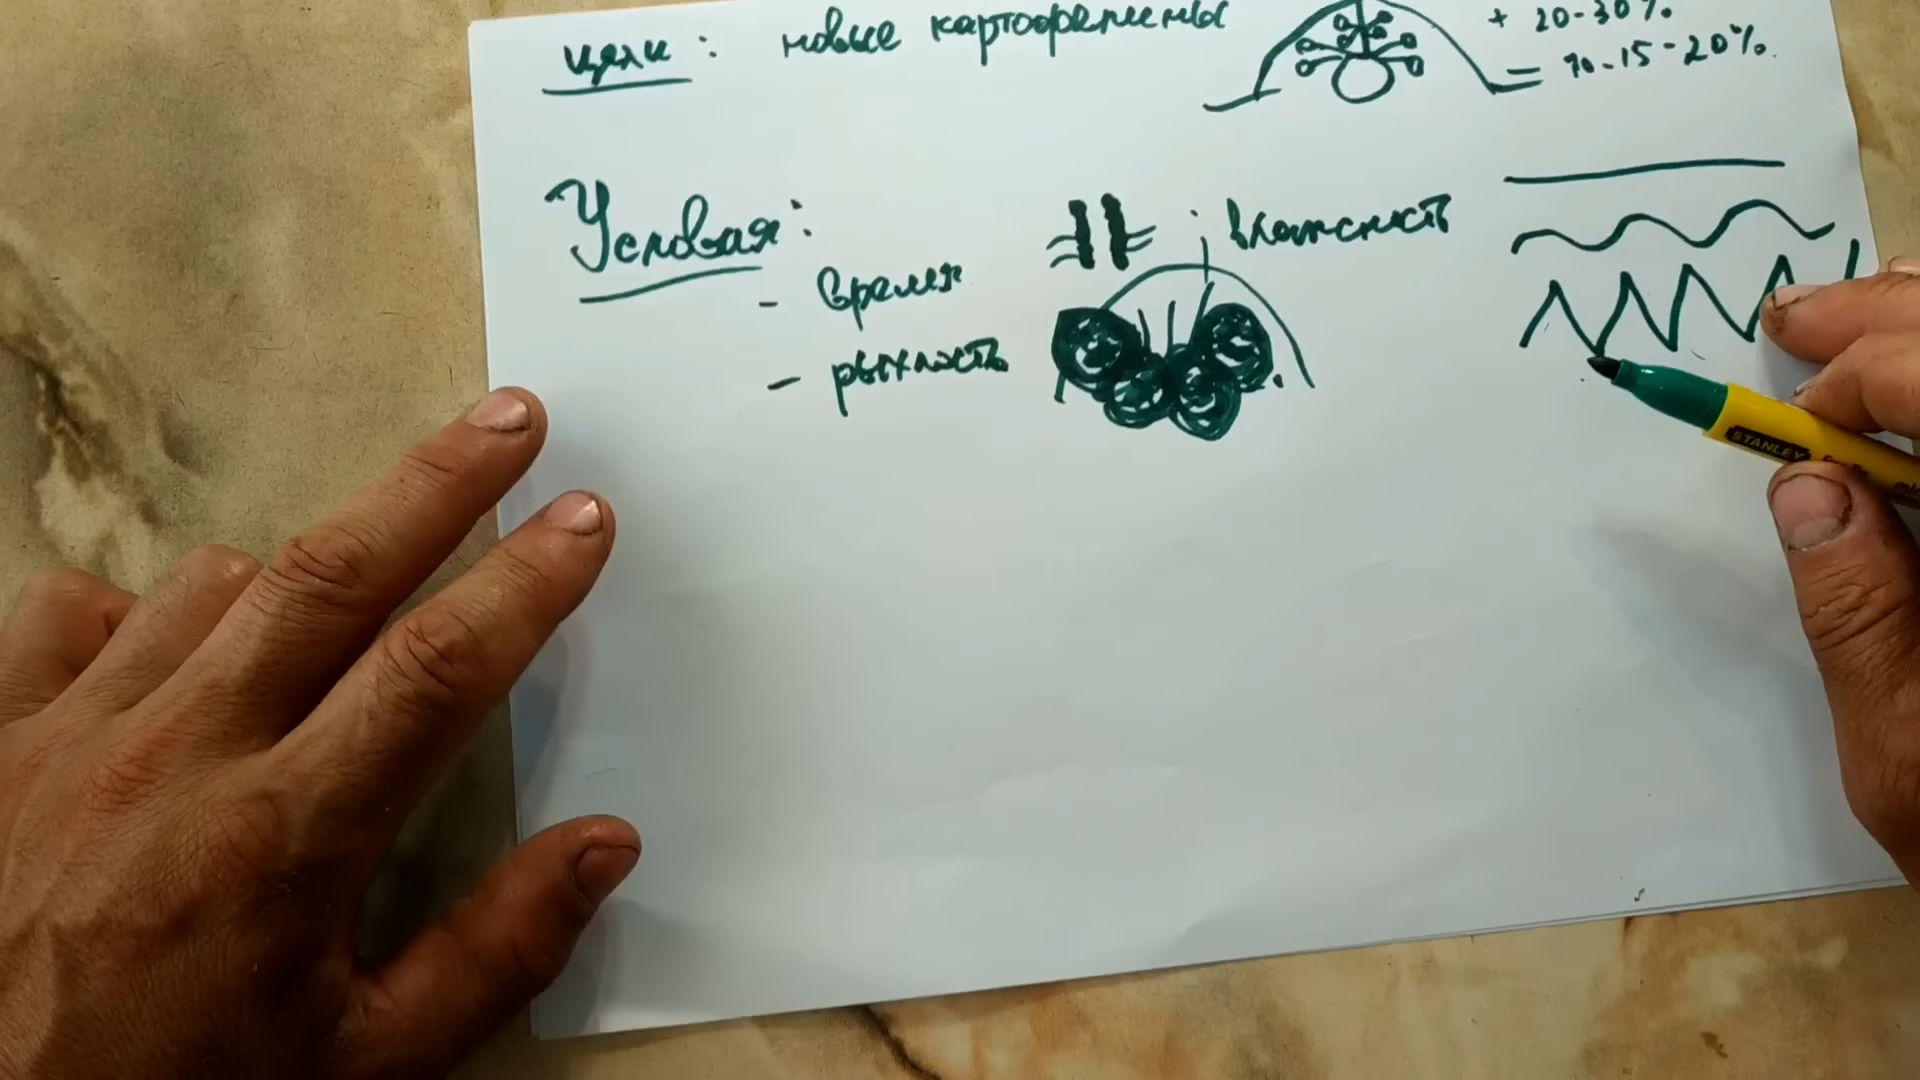 цели: новые картофелины
+ 20-30%
= 10-15-20%.
Условия:
: влажность
- время
- рыхлость
STANLEY